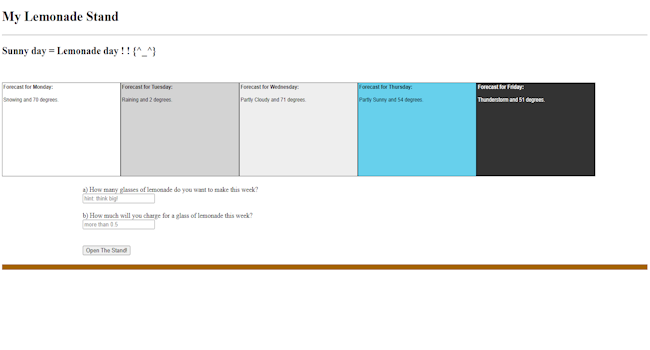 My Lemonade Stand
Sunny day = Lemonade day ! ! {^_^}
Forecast for Monday:
Snowing and 78 degrees.
Forecast for Tuesday:
Raining and 2 degrees.
Forecast for Wednesday:
Partly Cloudy and 71 degrees.
Forecast for Thursday:
Partly Sunny and 54 degrees.
Forecast for Friday:
Thunderstorm and 51 degrees.
a) How many glasses of lemonade do you want to make this week?
Hint: think big!
b) How much will you charge for a glass of lemonade this week?
more than 0.5
Open The Stand!